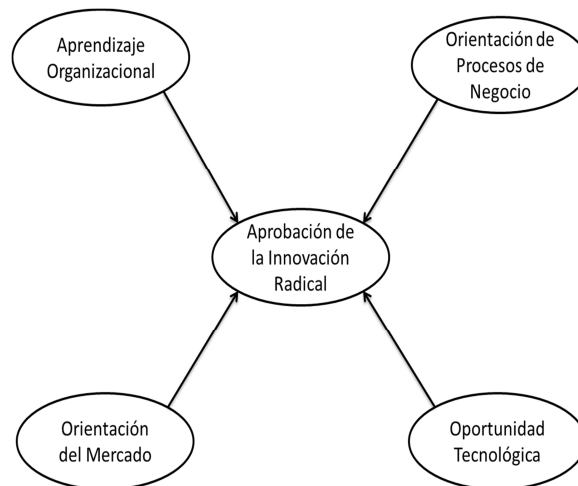 Aprendizaje
Organizacional
Orientación de
Procesos de
Negocio
Aprobación de
la Innovación
Radical
Orientación
del Mercado
Oportunidad
Tecnológica